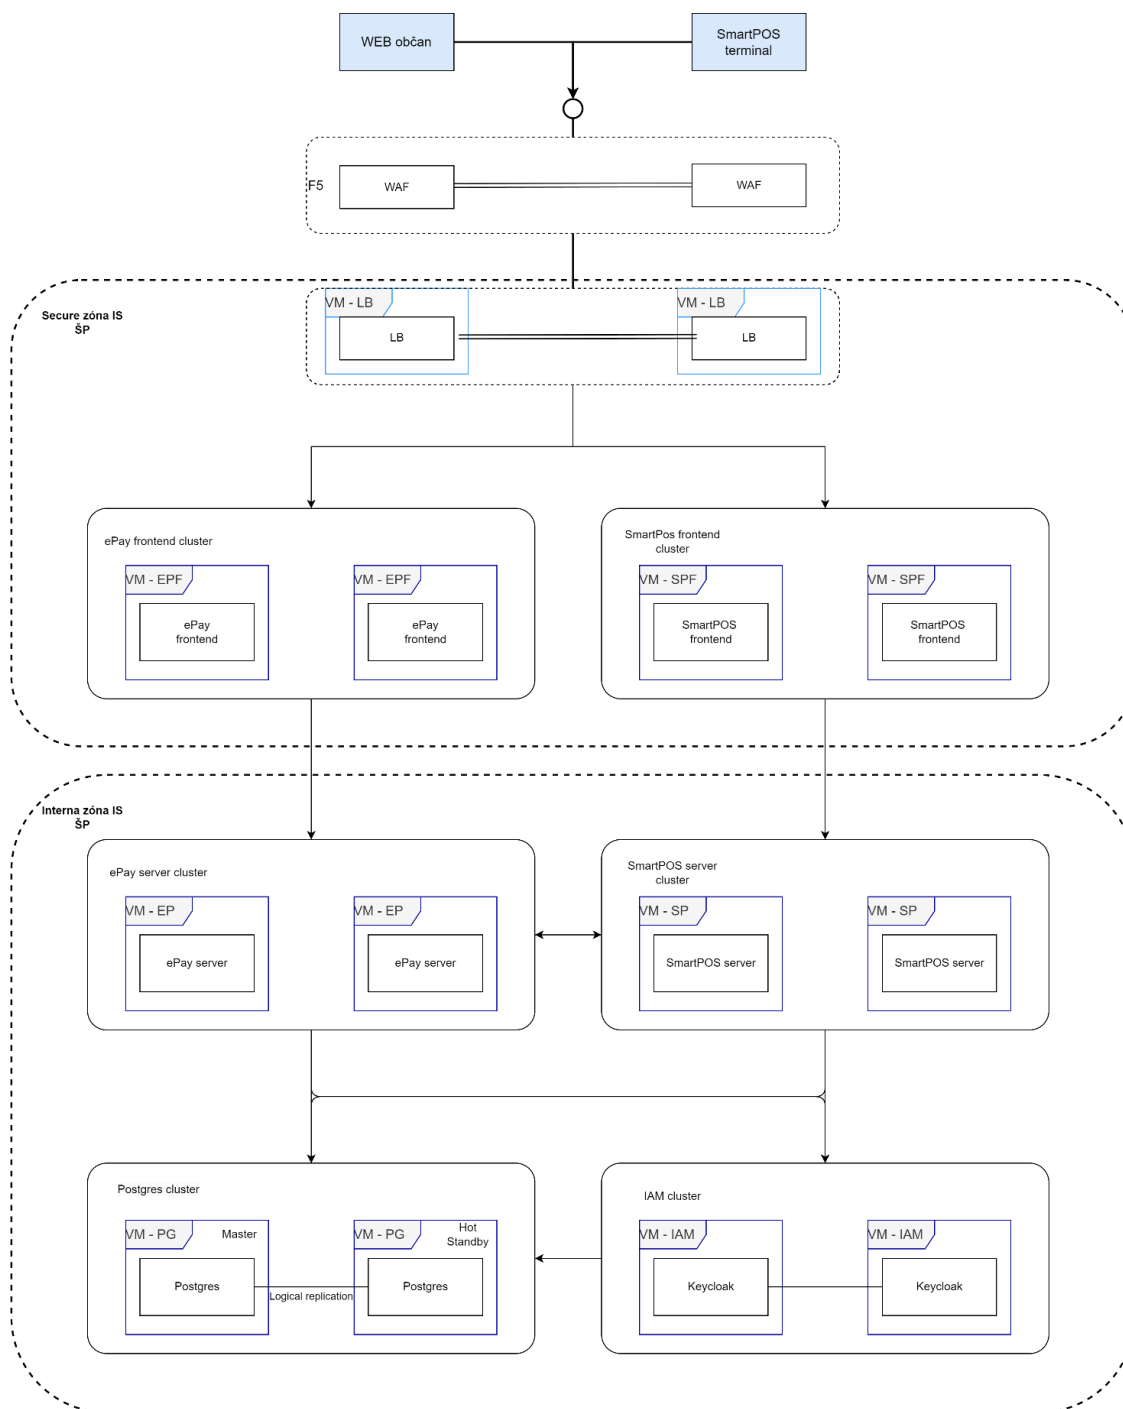 WEB občan
SmartPOS
terminal
F5
WAF
WAF
Secure zóna IS
ŠP
VM - LB
LB
VM - LB
LB
ePay frontend cluster
VM - EPF
ePay
frontend
VM - EPF
ePay
frontend
SmartPos frontend
cluster
VM - SPF
SmartPOS
frontend
VM - SPF
SmartPOS
frontend
Interna zóna IS
ŠP
ePay server cluster
VM - EP
ePay server
VM - EP
ePay server
SmartPOS server
cluster
VM - SP
SmartPOS server
VM - SP
SmartPOS server
Postgres cluster
VM - PG
Master
Postgres
Logical replication
VM - PG
Hot
Standby
Postgres
IAM cluster
VM - IAM
Keycloak
VM - IAM
Keycloak